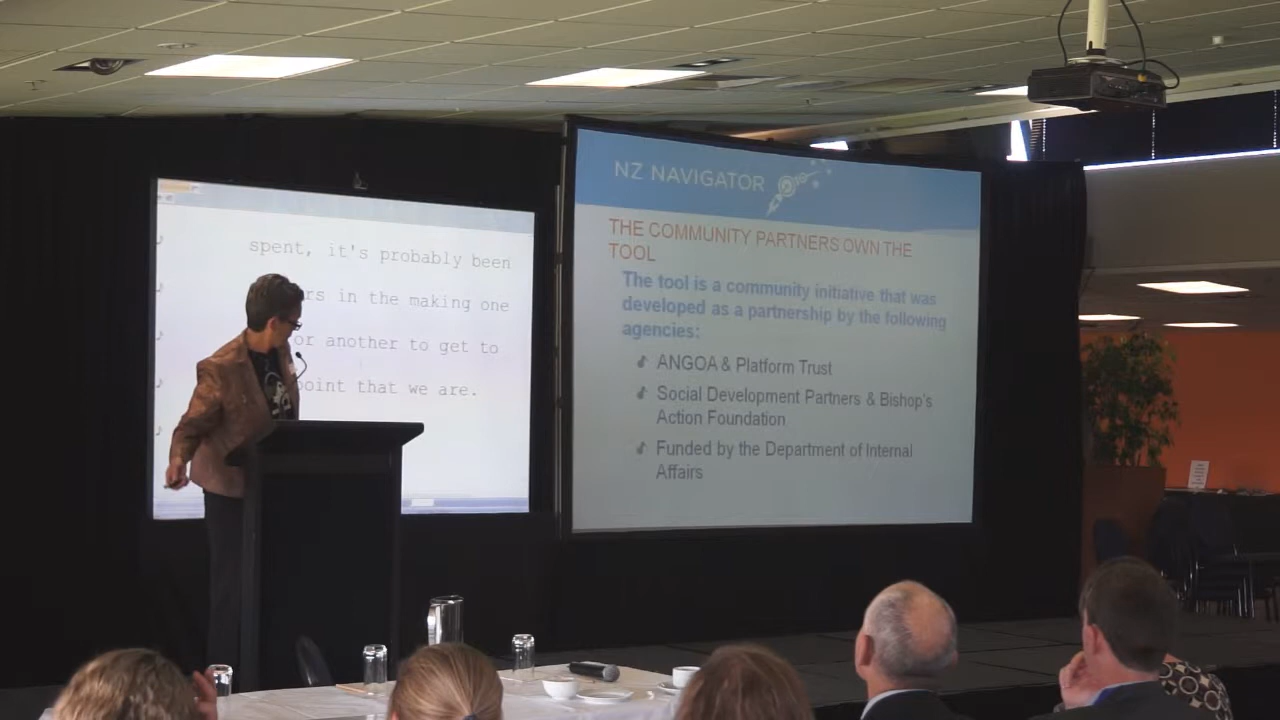 spent, it's probably been
rs in the making one
or another to get to
point that we are.
NZ NAVIGATOR
THE COMMUNITY PARTNERS OWN THE
TOOL
The tool is a community initiative that was
developed as a partnership by the following
agencies:
ANGOA & Platform Trust
Social Development Partners & Bishop's
Action Foundation
Funded by the Department of Internal
Affairs